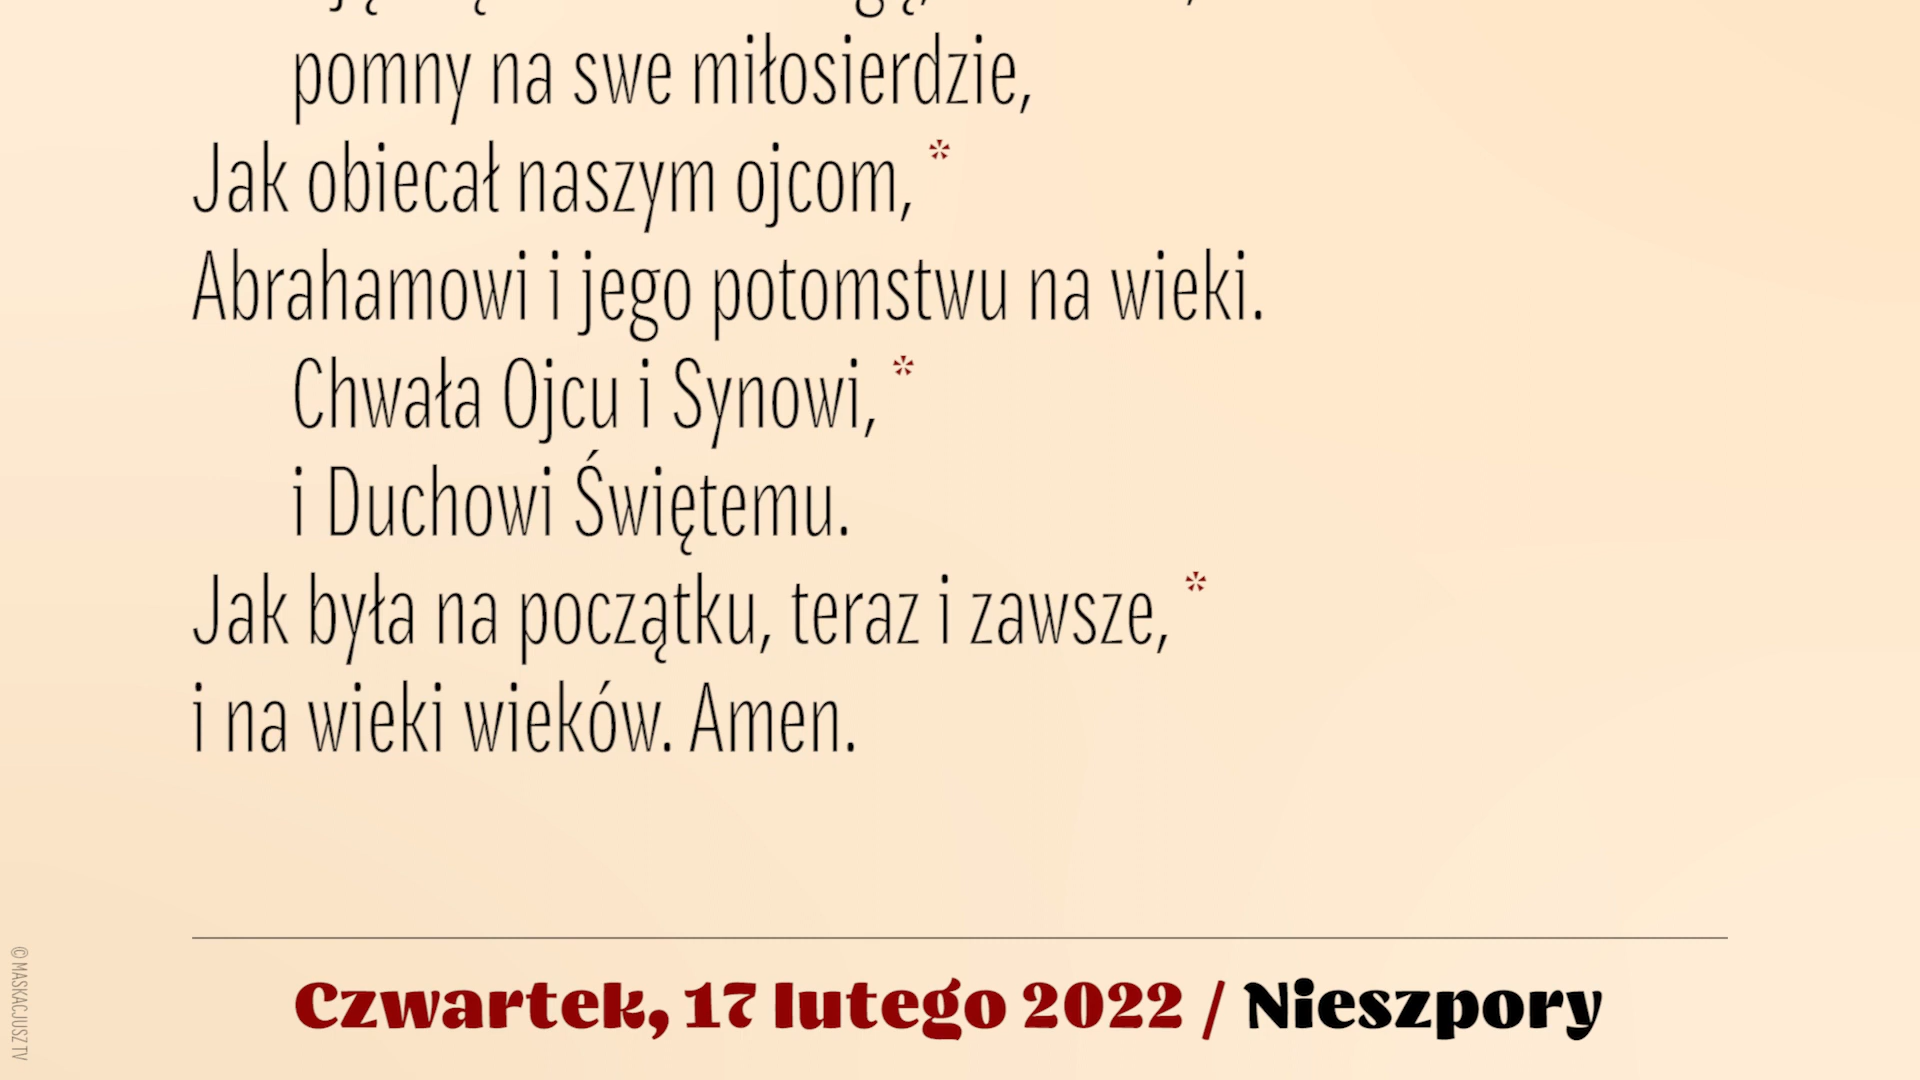 pomny na swe miłosierdzie,
Jak obiecał naszym ojcom, *
Abrahamowi i jego potomstwu na wieki.
Chwała Ojcu i Synowi, *
i Duchowi Świętemu.
Jak była na początku, teraz i zawsze, *
i na wieki wieków. Amen.
© MASKACJUSZ TV
Czwartek, 17 lutego 2022 / Nieszpory